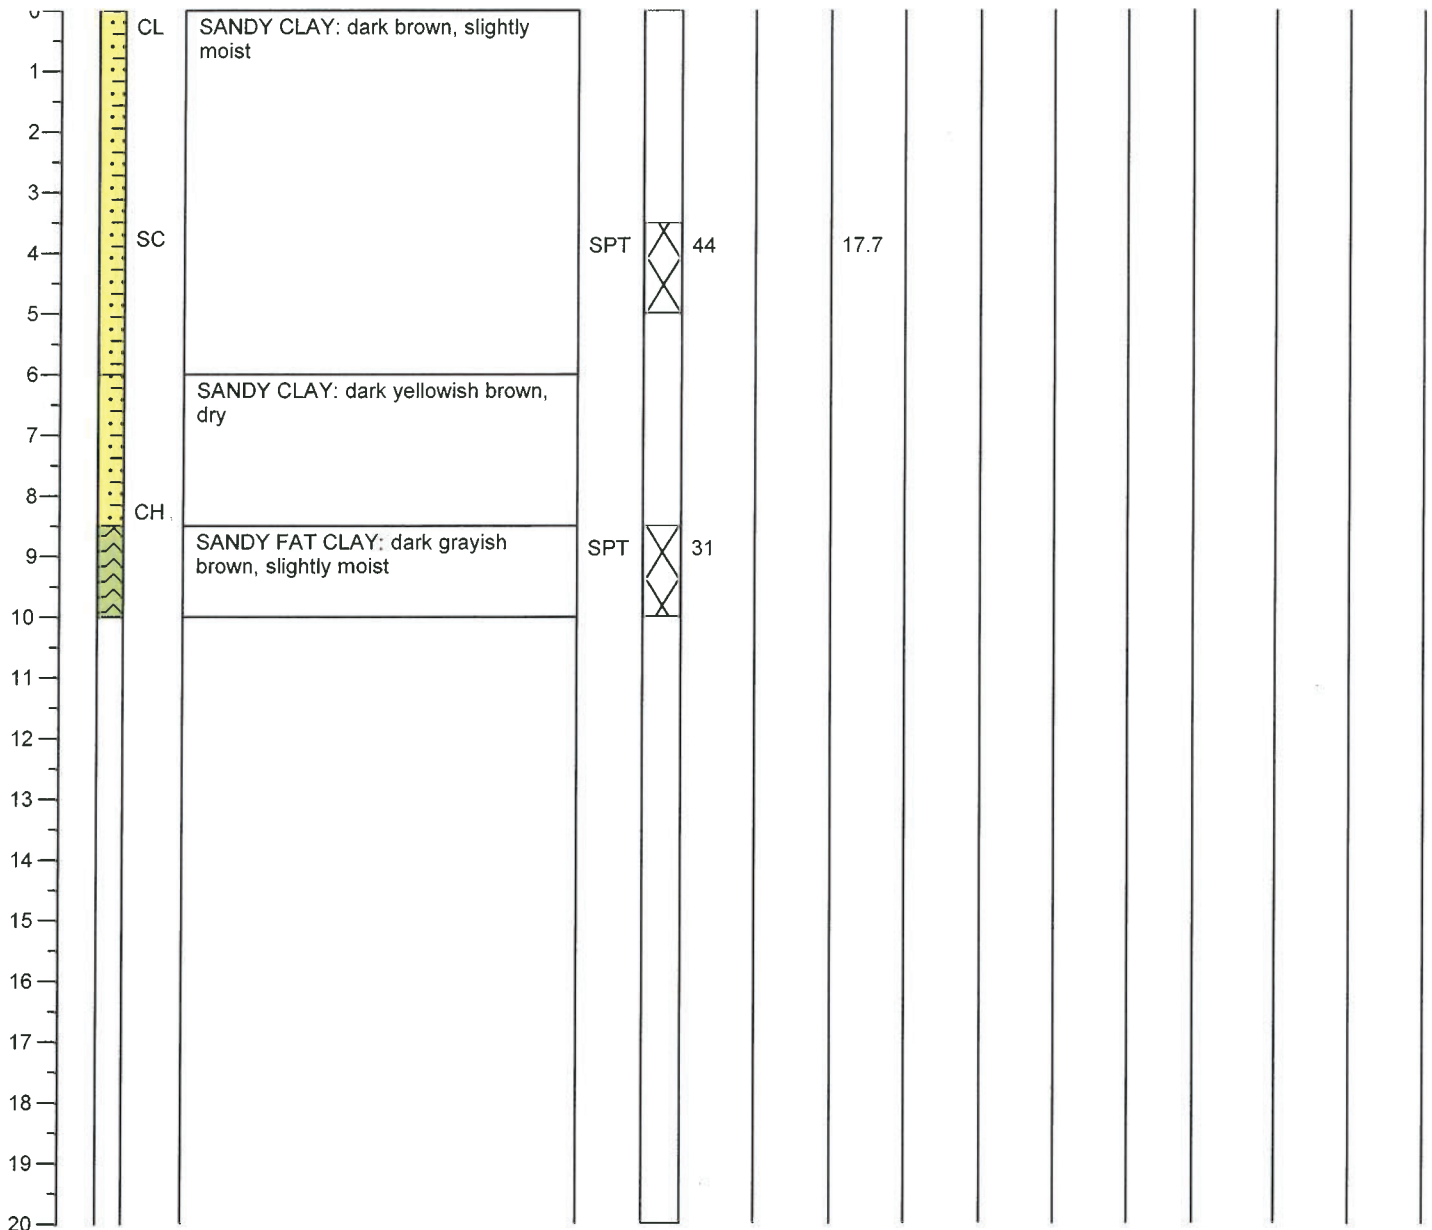 0
CL
SANDY CLAY: dark brown, slightly
moist
1
2
3
SC
SPT
44
17.7
4
5
6
SANDY CLAY: dark yellowish brown,
dry
7
8
CH
SANDY FAT CLAY: dark grayish
brown, slightly moist
SPT
31
9
10
11
12
13
14
15
16
17
18
19
20